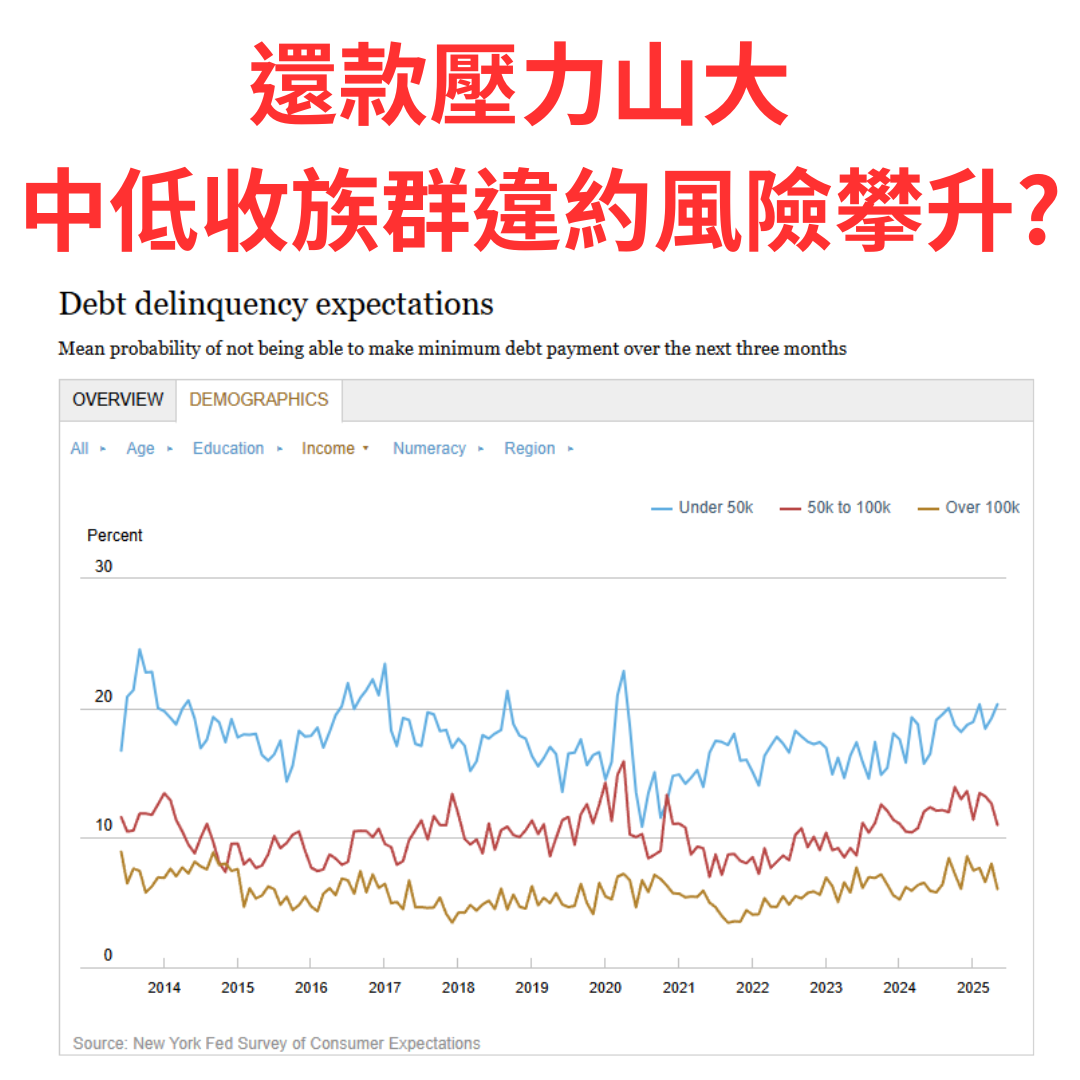 還款壓力山大
中低收族群違約風險攀升?
Debt delinquency expectations
Mean probability of not being able to make minimum debt payment over the next three months
OVERVIEW DEMOGRAPHICS
All Age Education Income Numeracy Region
Under 50k 50k to 100k Over 100k
Percent
30
20
10
0
2014 2015 2016 2017 2018 2019 2020 2021 2022 2023 2024 2025
Source: New York Fed Survey of Consumer Expectations